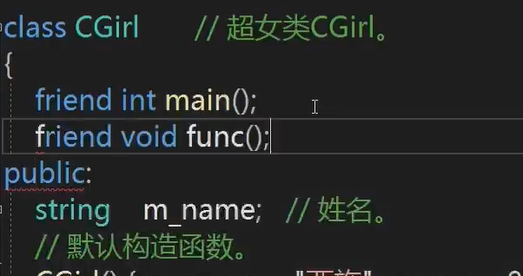 class CGirl // 超女类CGirl。
{
friend int main();
friend void func();
public:
string m_name; // 姓名。
// 默认构造函数。